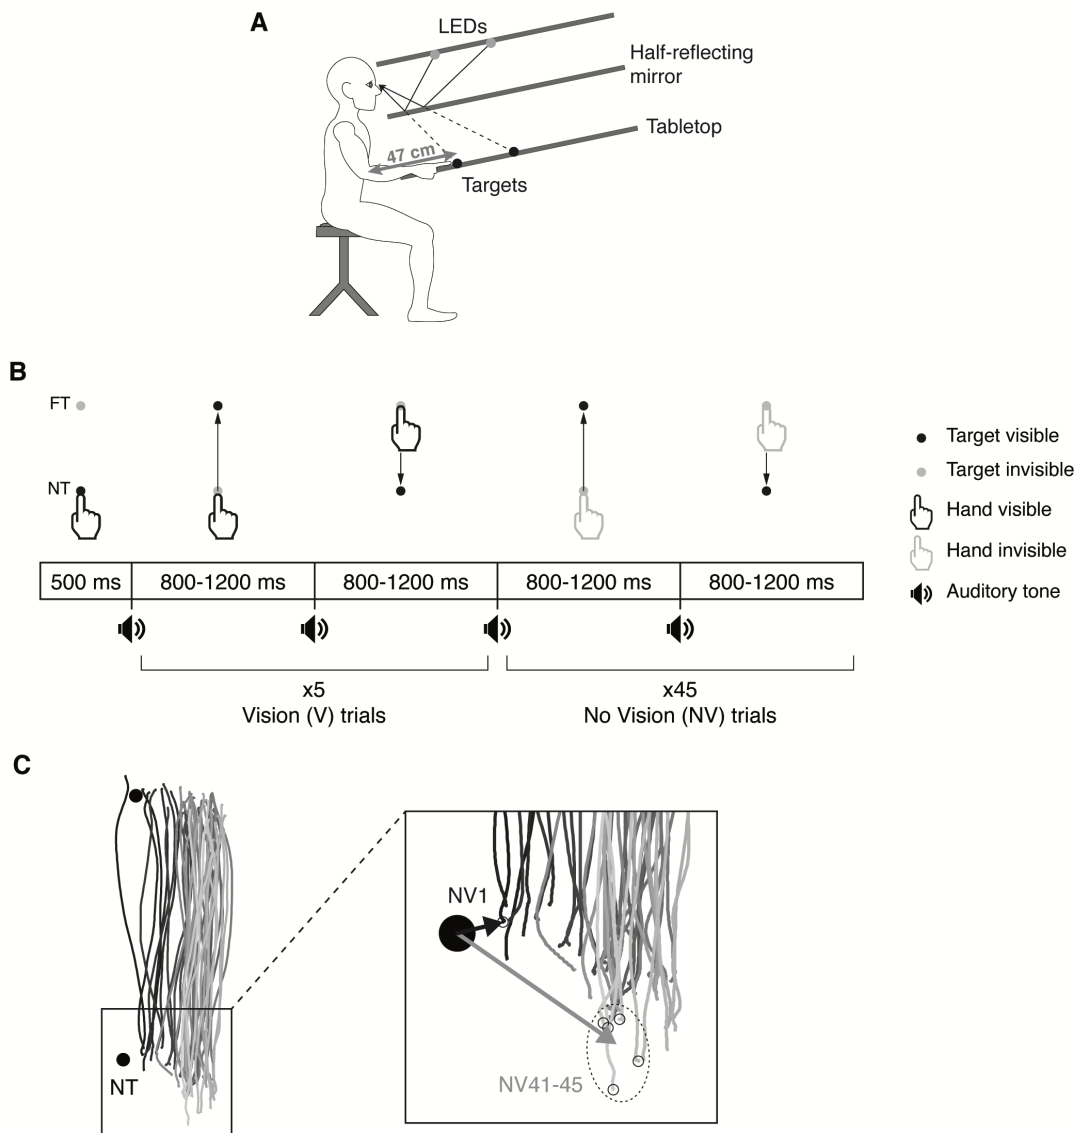 A
LEDs
Half-reflecting
mirror
Tabletop
47 cm
Targets
B
FT
NT
Target visible
Target invisible
Hand visible
Hand invisible
Auditory tone
500 ms 800-1200 ms 800-1200 ms 800-1200 ms 800-1200 ms
x5 x45
Vision (V) trials No Vision (NV) trials
C
NV1
NV41-45
NT